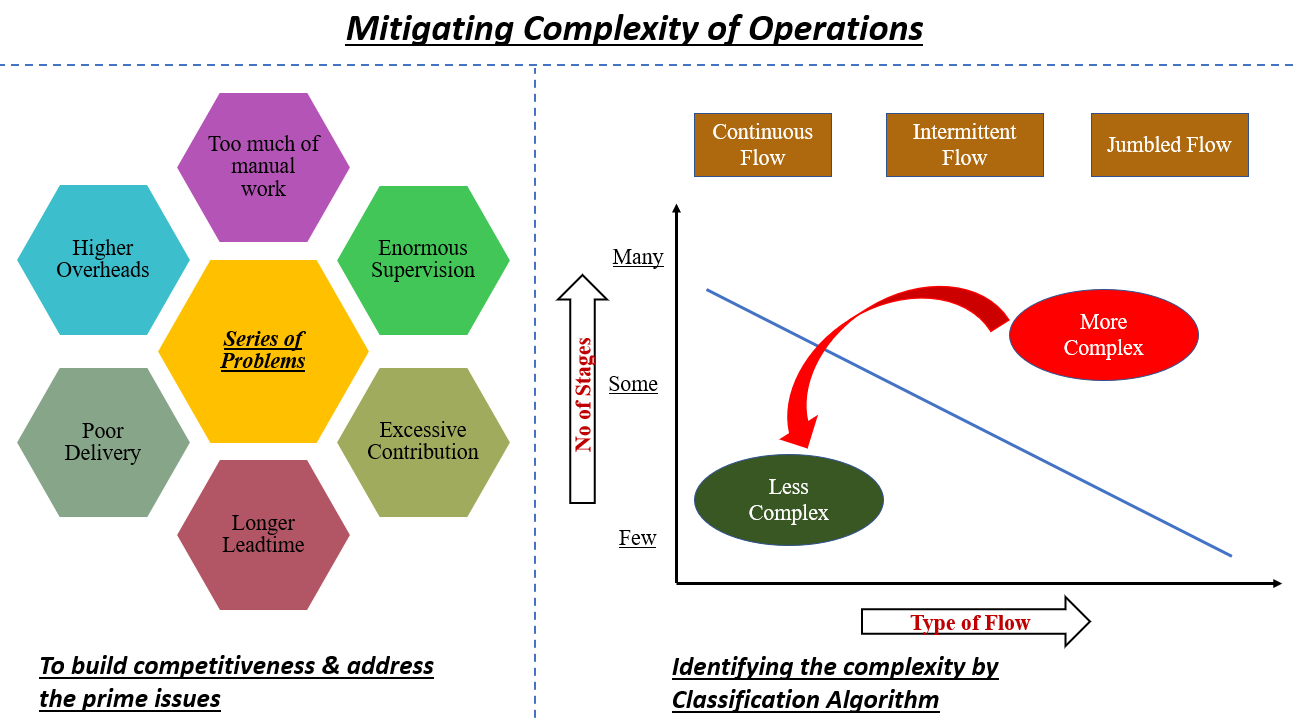 Mitigating Complexity of Operations
Too much of
manual
work
Higher
Overheads
Enormous
Supervision
Series of
Problems
Poor
Delivery
Excessive
Contribution
Longer
Leadtime
To build competitiveness & address
the prime issues
Continuous
Flow
Intermittent
Flow
Jumbled Flow
Many
Some
Few
No of Stages
More
Complex
Less
Complex
Type of Flow
Identifying the complexity by
Classification Algorithm